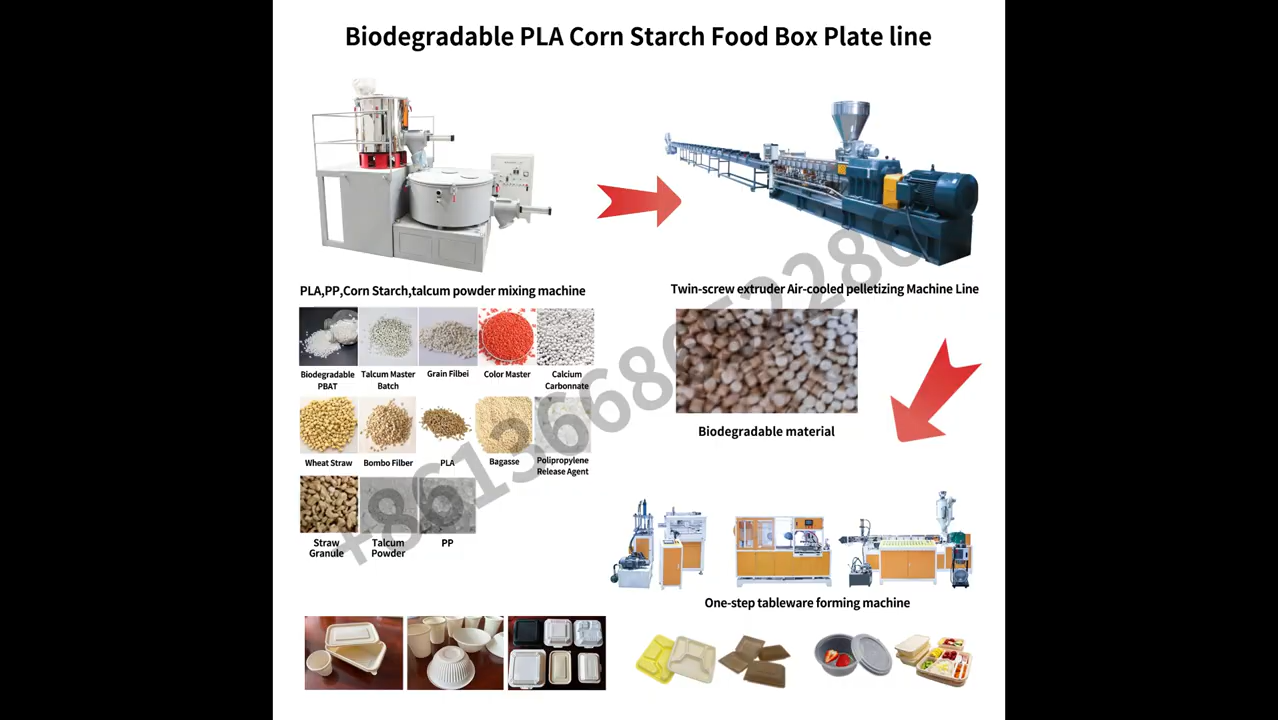 Biodegradable PLA Corn Starch Food Box Plate line
PLA,PP,Corn Starch,talcum powder mixing machine
Twin-screw extruder Air-cooled pelletizing Machine Line
Biodegradable
PBAT
Talcum Master
Batch
Grain Filbei
Color Master
Calcium
Carbonnate
Biodegradable material
Wheat Straw
Bombo Filber
PLA
Bagasse
Polipropylene
Release Agent
Straw
Granule
Talcum
Powder
PP
One-step tableware forming machine